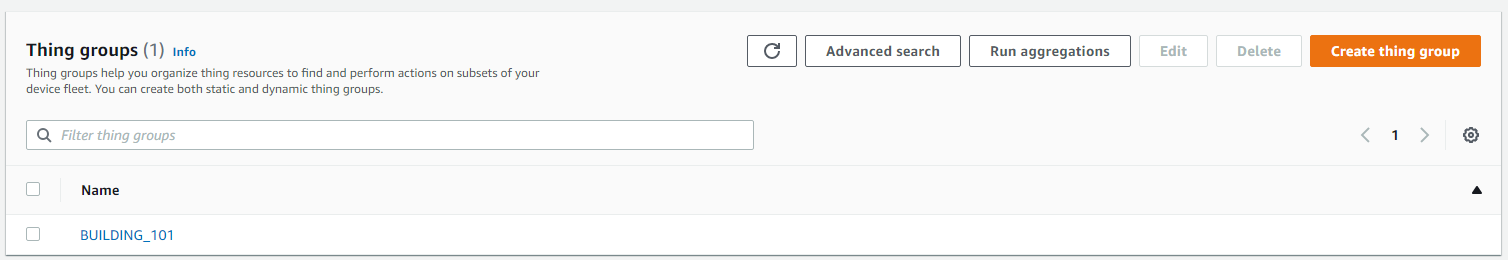 Thing groups (1) Info
Advanced search
Run aggregations
Edit
Delete
Create thing group
Thing groups help you organize thing resources to find and perform actions on subsets of your
device fleet. You can create both static and dynamic thing groups.
Filter thing groups
1
Name
BUILDING_101